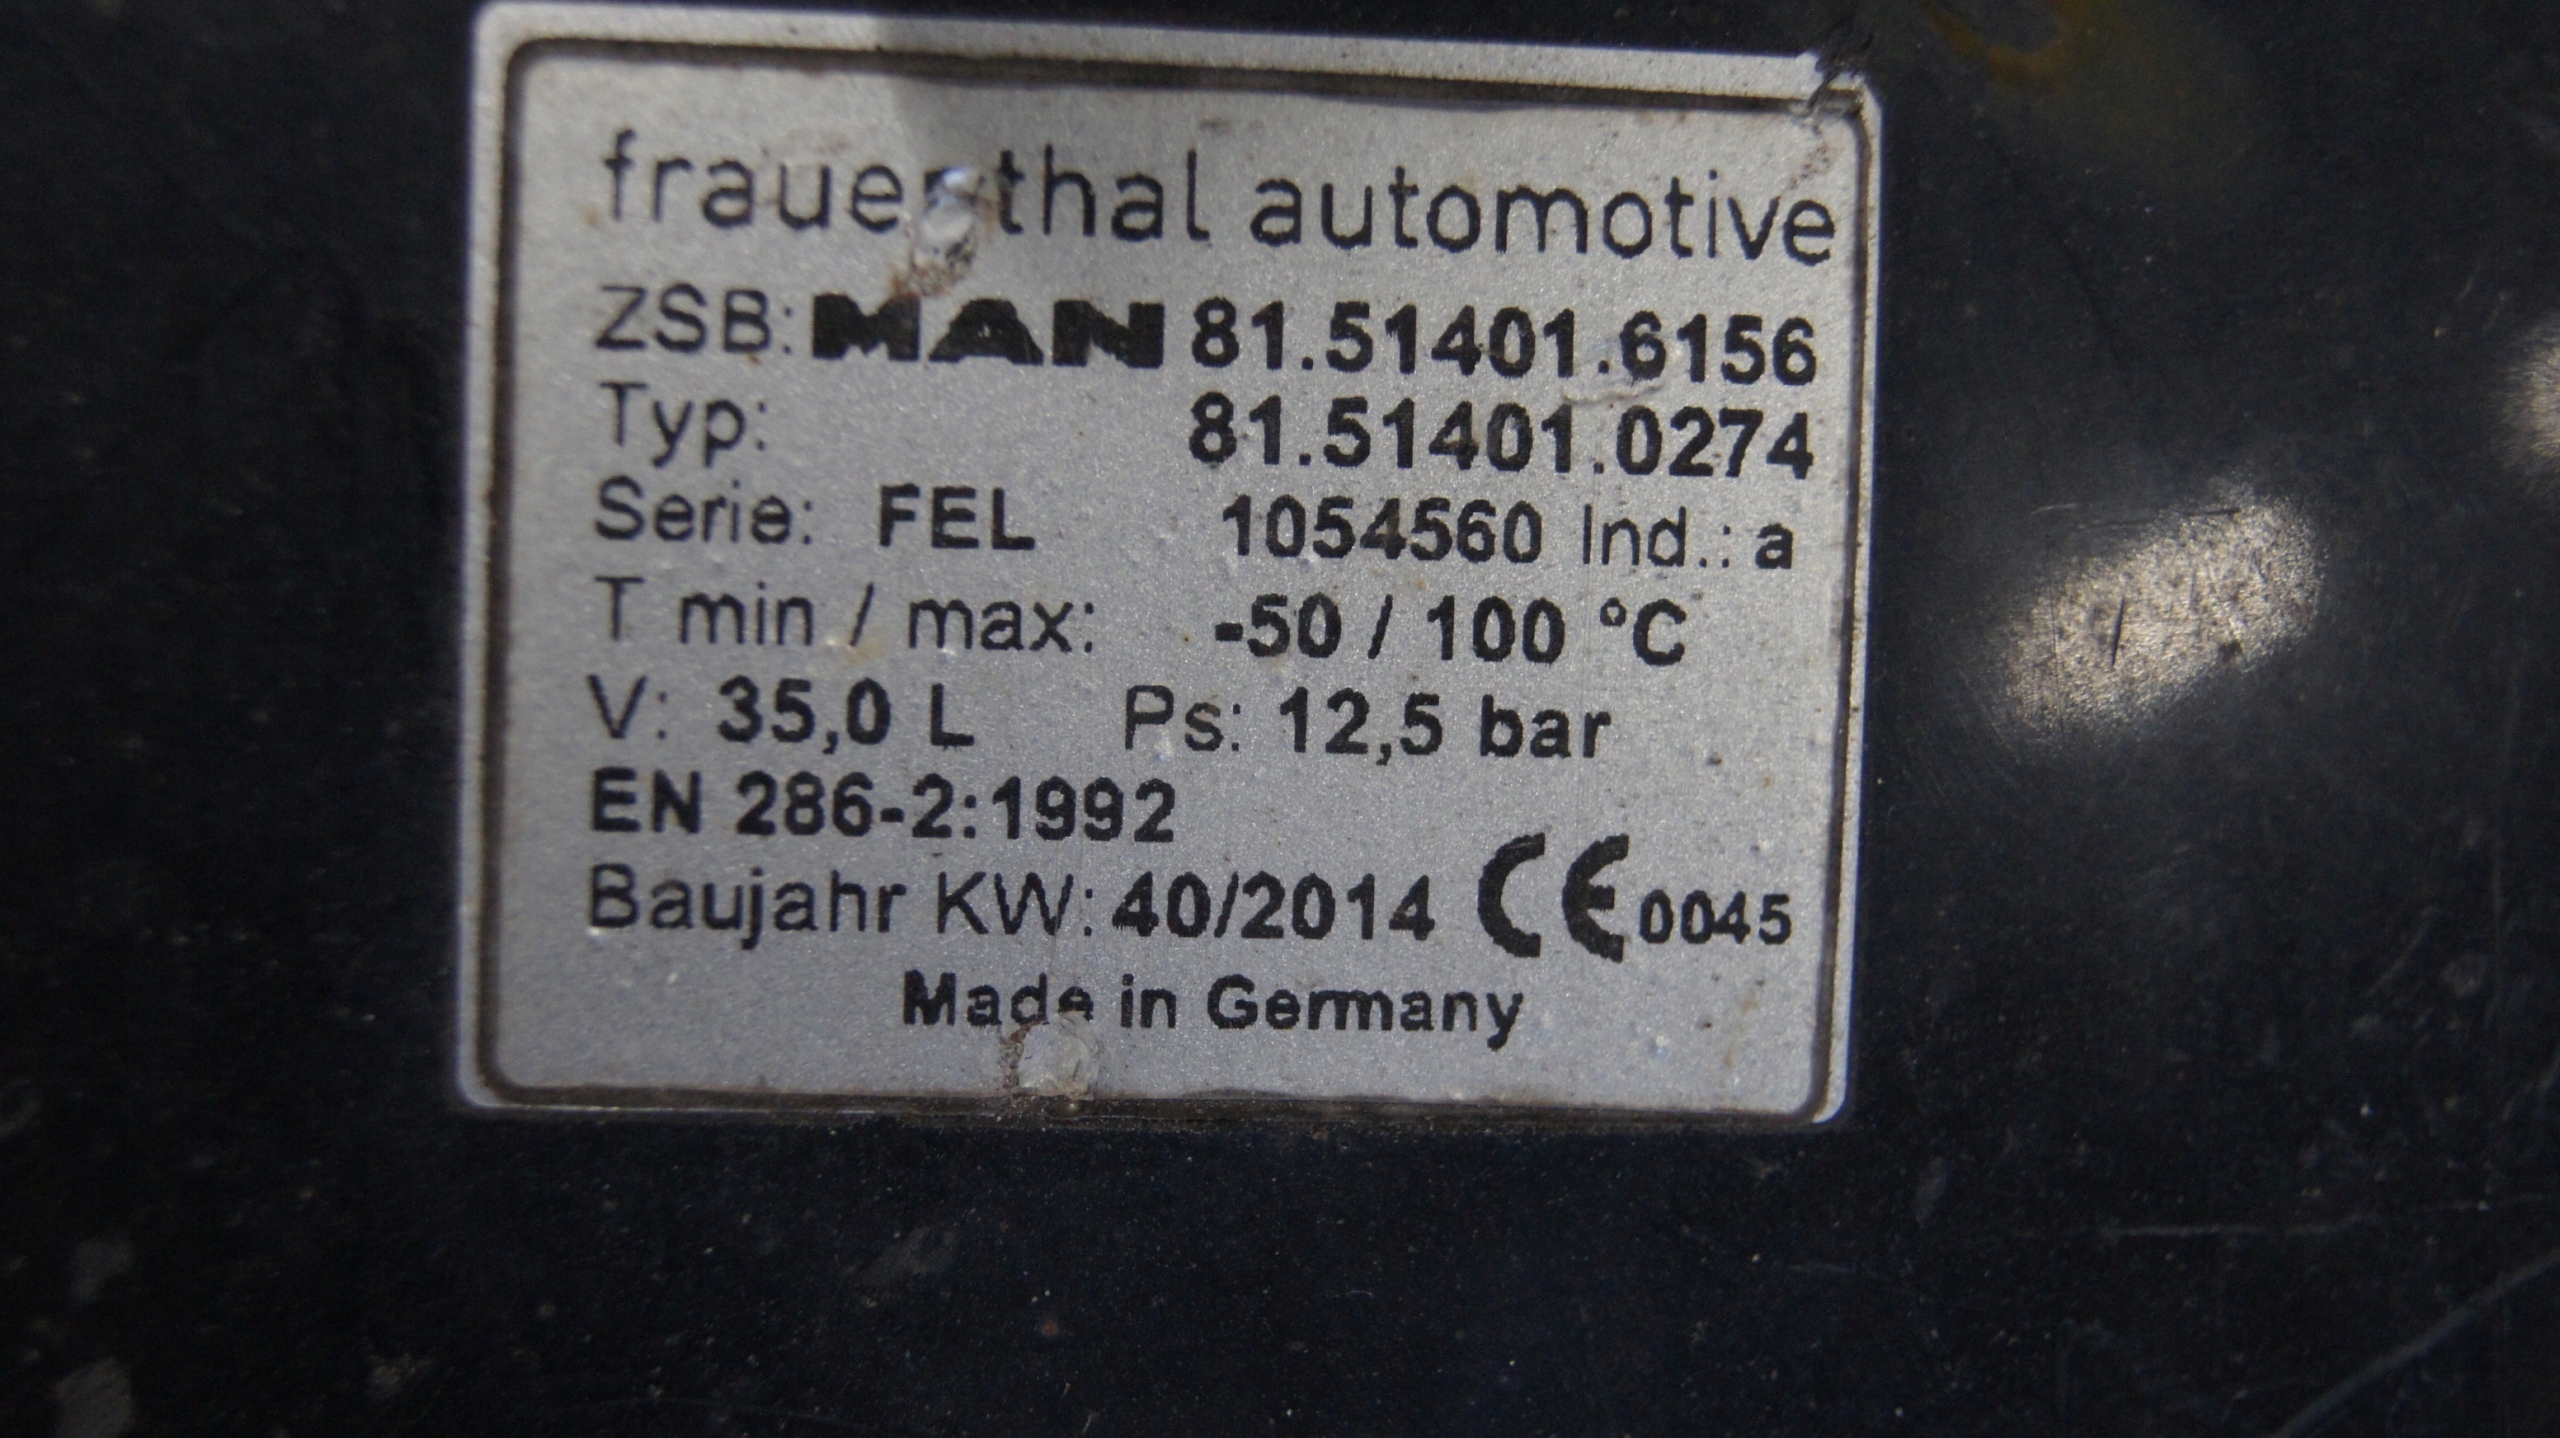 frauenthal automotive
ZSB: MAN 81.51401.6156
Typ: 81.51401.0274
Serie: FEL 1054560 Ind.: a
T min / max: -50 / 100 °C
V: 35,0 L Ps: 12,5 bar
EN 286-2:1992
Baujahr KW: 40/2014 CE 0045
Made in Germany